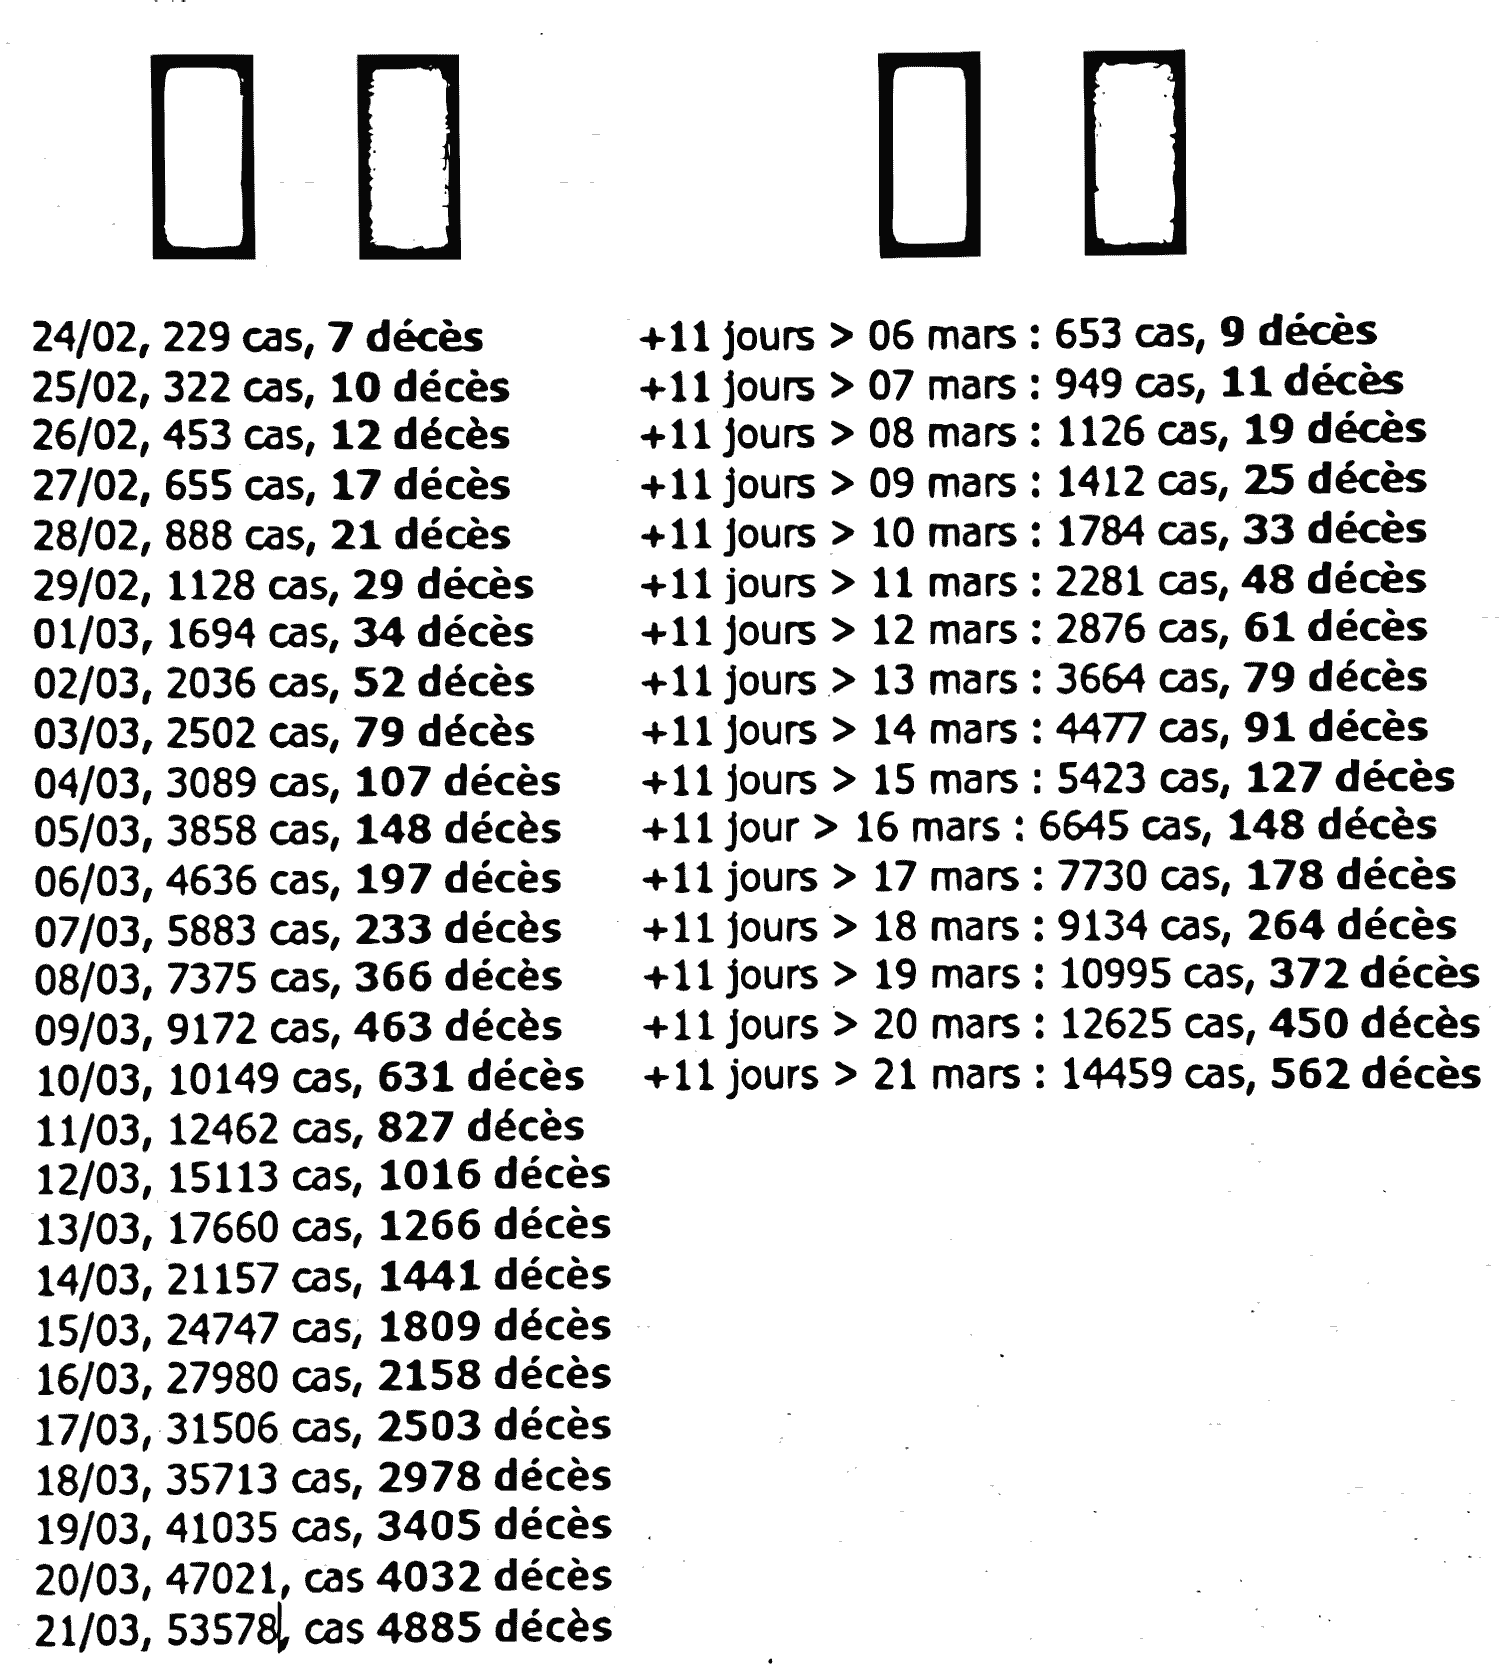 24/02, 229 cas, 7 décès
25/02, 322 cas, 10 décès
26/02, 453 cas, 12 décès
27/02, 655 cas, 17 décès
28/02, 888 cas, 21 décès
29/02, 1128 cas, 29 décès
01/03, 1694 cas, 34 décès
02/03, 2036 cas, 52 décès
03/03, 2502 cas, 79 décès
04/03, 3089 cas, 107 décès
05/03, 3858 cas, 148 décès
06/03, 4636 cas, 197 décès
07/03, 5883 cas, 233 décès
08/03, 7375 cas, 366 décès
09/03, 9172 cas, 463 décès
10/03, 10149 cas, 631 décès
11/03, 12462 cas, 827 décès
12/03, 15113 cas, 1016 décès
13/03, 17660 cas, 1266 décès
14/03, 21157 cas, 1441 décès
15/03, 24747 cas, 1809 décès
16/03, 27980 cas, 2158 décès
17/03, 31506 cas, 2503 décès
18/03, 35713 cas, 2978 décès
19/03, 41035 cas, 3405 décès
20/03, 47021, cas 4032 décès
21/03, 53578, cas 4885 décès
+11 jours > 06 mars : 653 cas, 9 décès
+11 jours > 07 mars : 949 cas, 11 décès
+11 jours > 08 mars : 1126 cas, 19 décès
+11 jours > 09 mars : 1412 cas, 25 décès
+11 jours > 10 mars : 1784 cas, 33 décès
+11 jours > 11 mars : 2281 cas, 48 décès
+11 jours > 12 mars : 2876 cas, 61 décès
+11 jours > 13 mars : 3664 cas, 79 décès
+11 jours > 14 mars : 4477 cas, 91 décès
+11 jours > 15 mars : 5423 cas, 127 décès
+11 jour > 16 mars : 6645 cas, 148 décès
+11 jours > 17 mars : 7730 cas, 178 décès
+11 jours > 18 mars : 9134 cas, 264 décès
+11 jours > 19 mars : 10995 cas, 372 décès
+11 jours > 20 mars : 12625 cas, 450 décès
+11 jours > 21 mars : 14459 cas, 562 décès